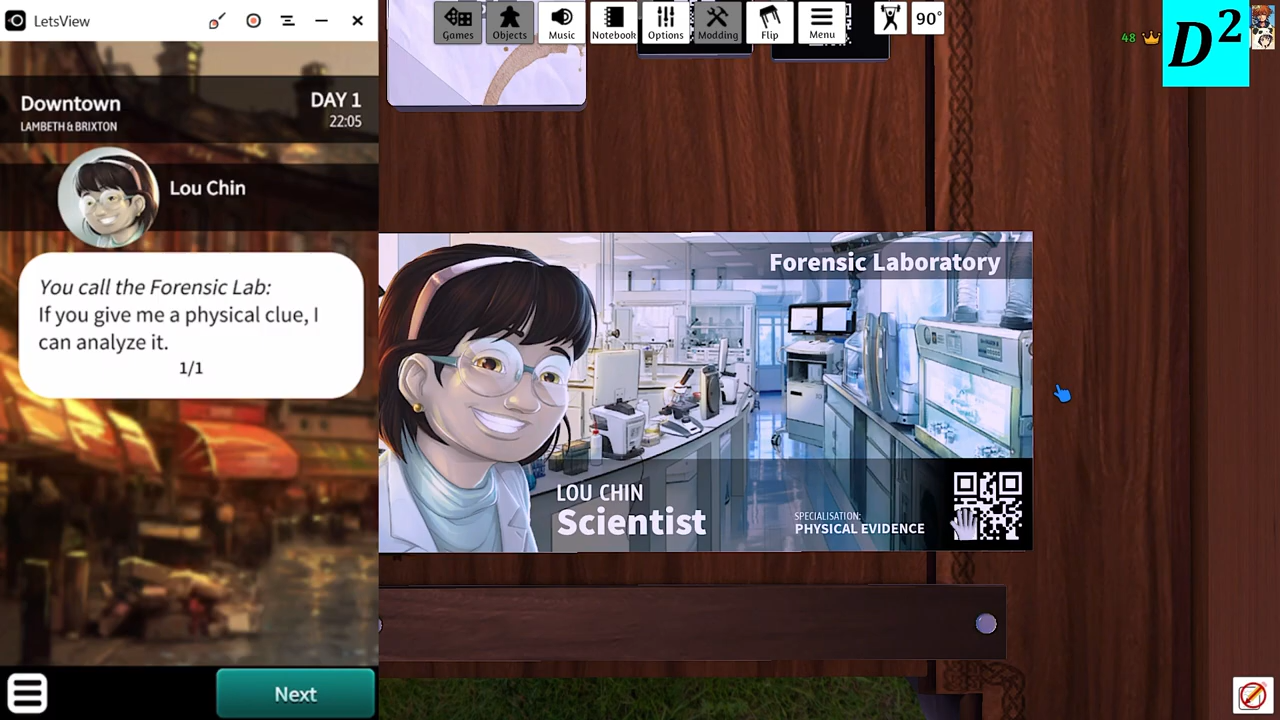 LetsView
Games
Objects
Music
Notebook
Options
Modding
Flip
Menu
90°
48
D²
Downtown
LAMBETH & BRIXTON
DAY 1
22:05
Lou Chin
You call the Forensic Lab:
If you give me a physical clue, I
can analyze it.
1/1
Next
Forensic Laboratory
LOU CHIN
Scientist
SPECIALISATION:
PHYSICAL EVIDENCE